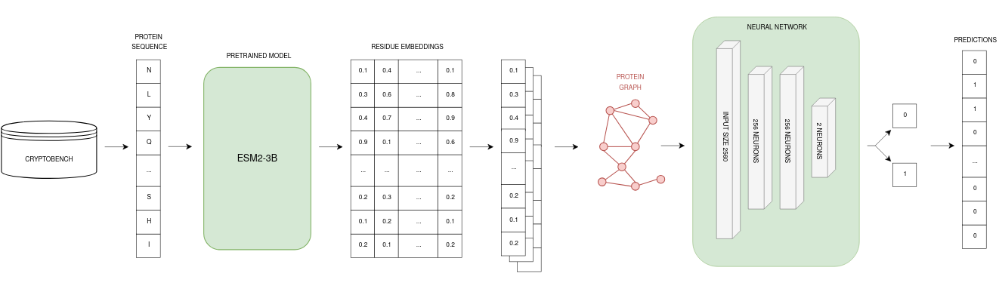 CRYPTOBENCH
PROTEIN
SEQUENCE
N
L
Y
Q
...
S
H
I
PRETRAINED MODEL
ESM2-3B
RESIDUE EMBEDDINGS
0.1 0.4 ... 0.1
0.3 0.6 ... 0.8
0.4 0.7 ... 0.9
0.9 0.1 ... 0.6
... ... ... ...
0.2 0.3 ... 0.2
0.1 0.2 ... 0.1
0.2 0.1 ... 0.2
0.1
0.3
0.4
0.9
...
0.2
0.1
0.2
PROTEIN
GRAPH
NEURAL NETWORK
INPUT SIZE 2560
256 NEURONS
256 NEURONS
2 NEURONS
0
1
PREDICTIONS
0
1
1
0
...
0
0
0